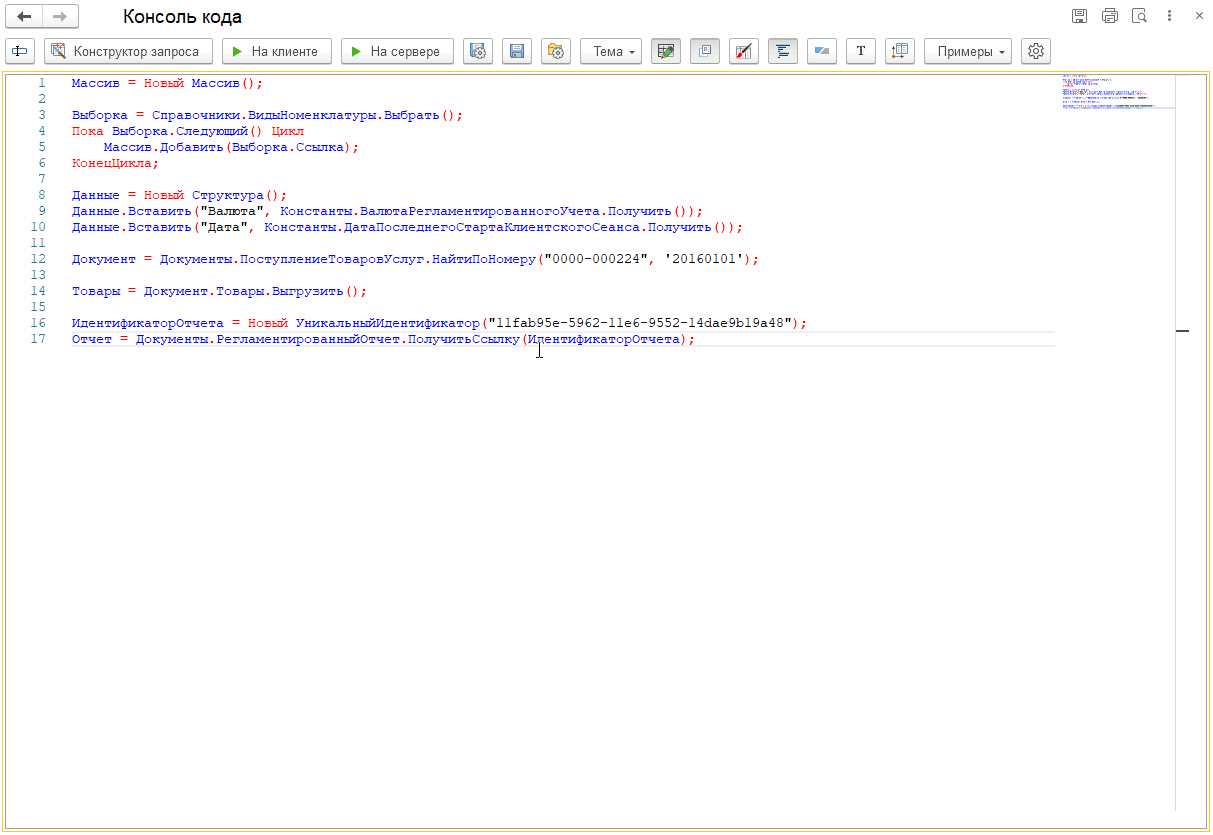 Консоль кода
Конструктор запроса На клиенте На сервере Тема T Примеры
1 Массив = Новый Массив();
2
3 Выборка = Справочники.ВидыНоменклатуры.Выбрать();
4 Пока Выборка.Следующий() Цикл
5 Массив.Добавить(Выборка.Ссылка);
6 КонецЦикла;
7
8 Данные = Новый Структура();
9 Данные.Вставить("Валюта", Константы.ВалютаРегламентированногоУчета.Получить());
10 Данные.Вставить("Дата", Константы.ДатаПоследнегоСтартаКлиентскогоСеанса.Получить());
11
12 Документ = Документы.ПоступлениеТоваровУслуг.НайтиПоНомеру("0000-000224", '20160101');
13
14 Товары = Документ.Товары.Выгрузить();
15
16 ИдентификаторОтчета = Новый УникальныйИдентификатор("11fab95e-5962-11e6-9552-14dae9b19a48");
17 Отчет = Документы.РегламентированныйОтчет.ПолучитьСсылку(ИдентификаторОтчета);